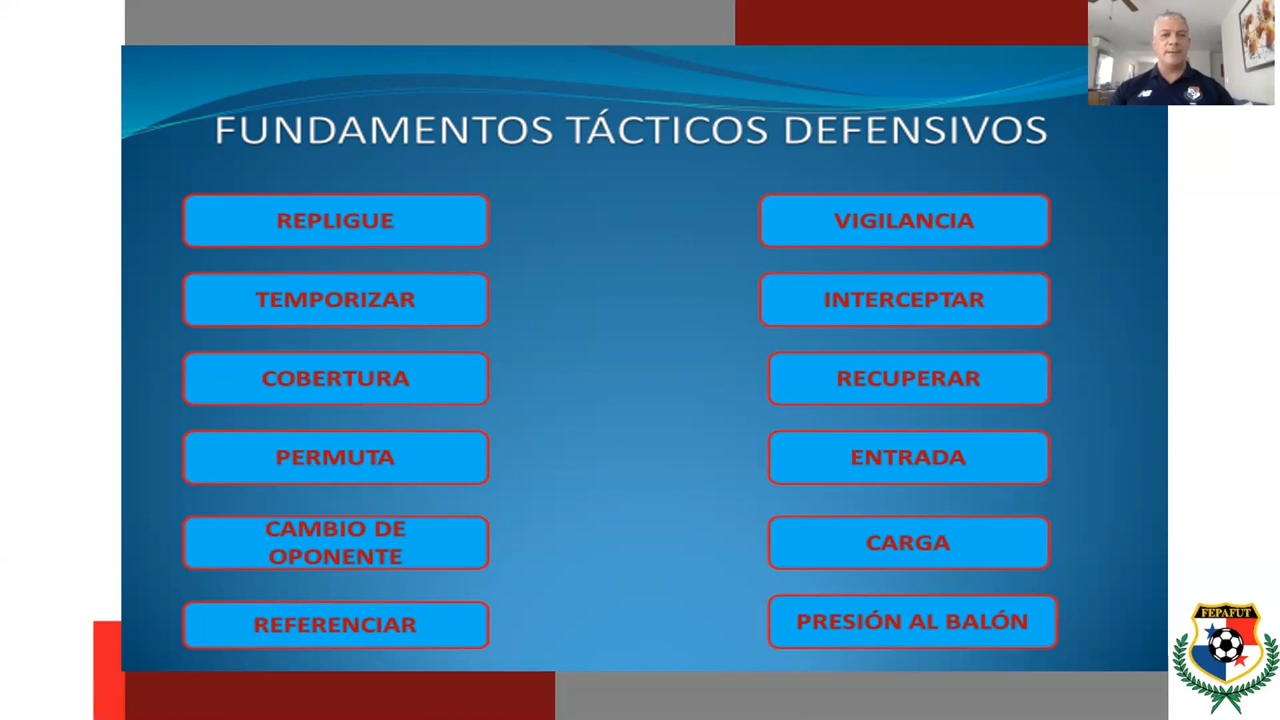 FUNDAMENTOS TÁCTICOS DEFENSIVOS
REPLIGUE
VIGILANCIA
TEMPORIZAR
INTERCEPTAR
COBERTURA
RECUPERAR
PERMUTA
ENTRADA
CAMBIO DE
OPONENTE
CARGA
REFERENCIAR
PRESIÓN AL BALÓN
FEPAFUT